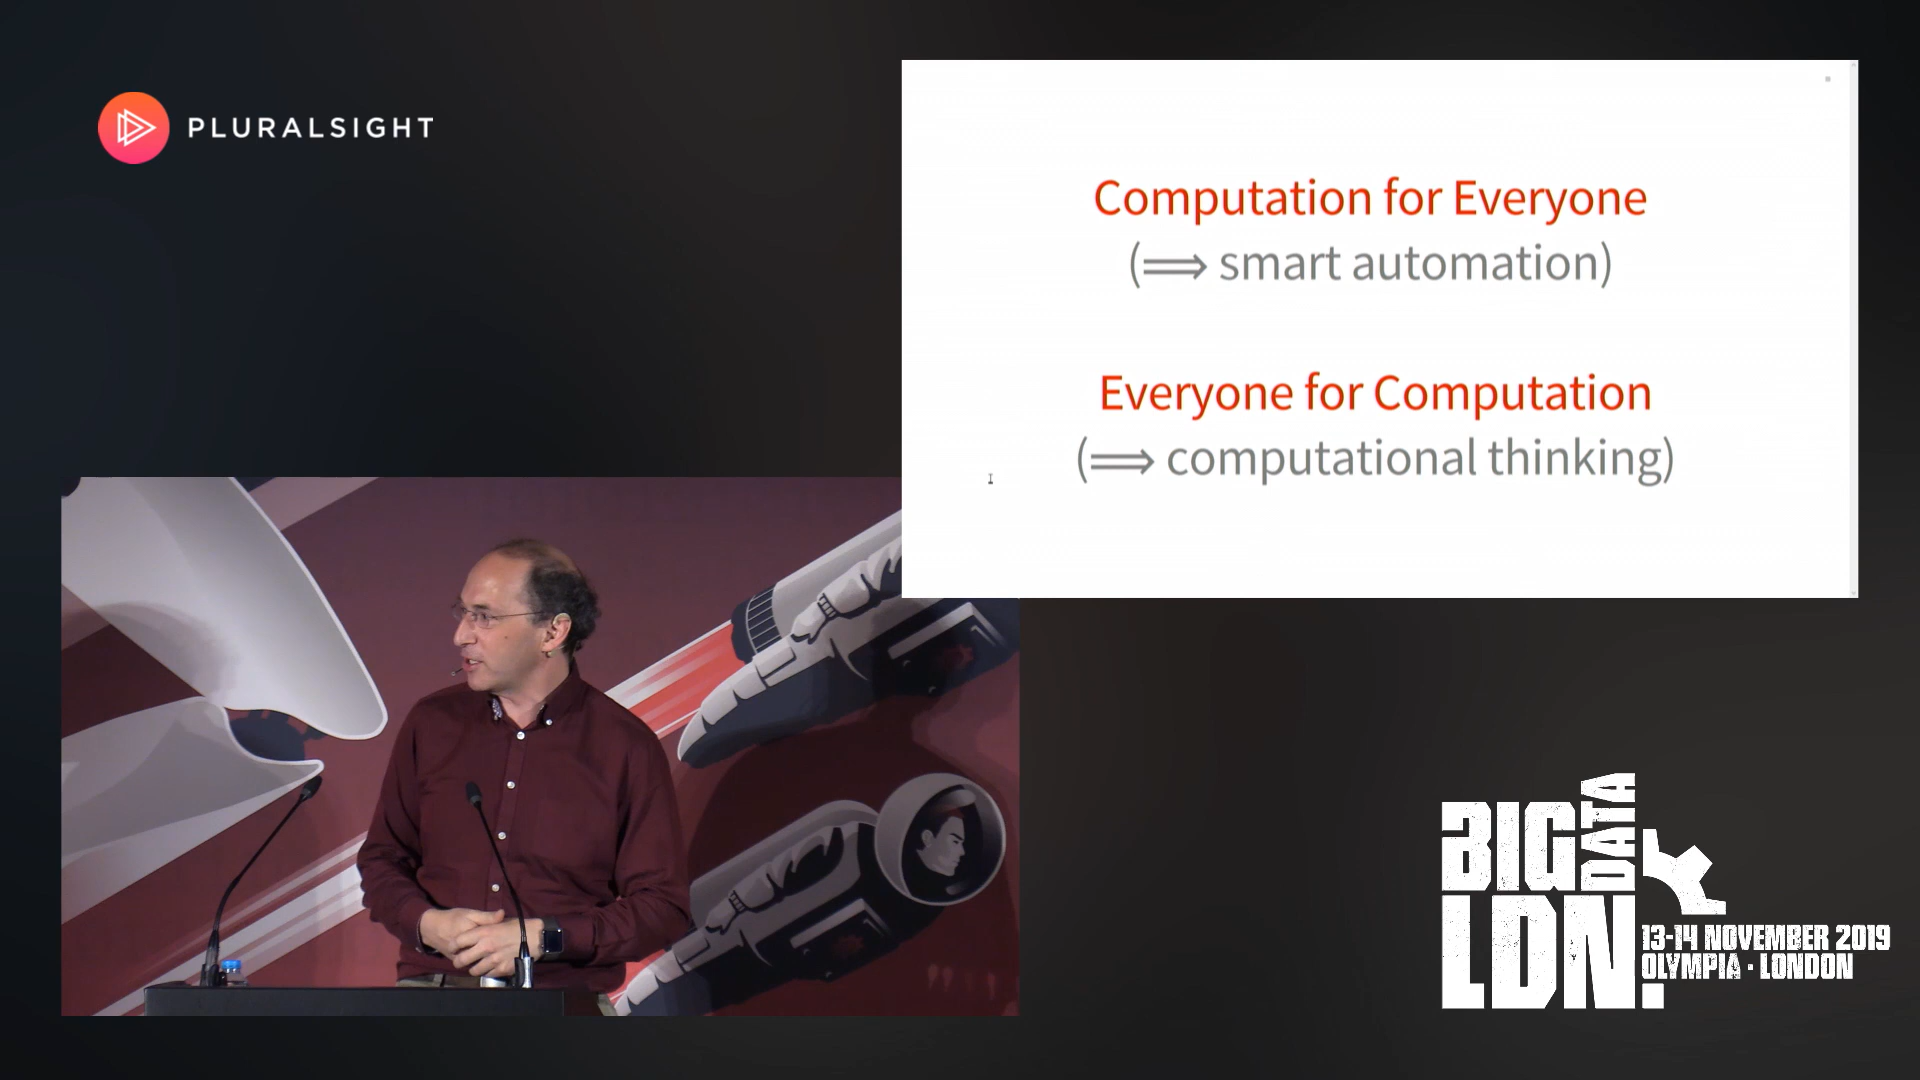 PLURALSIGHT
Computation for Everyone
(⟹ smart automation)
Everyone for Computation
(⟹ computational thinking)
BIG DATA
LDN.
13-14 NOVEMBER 2019
OLYMPIA · LONDON